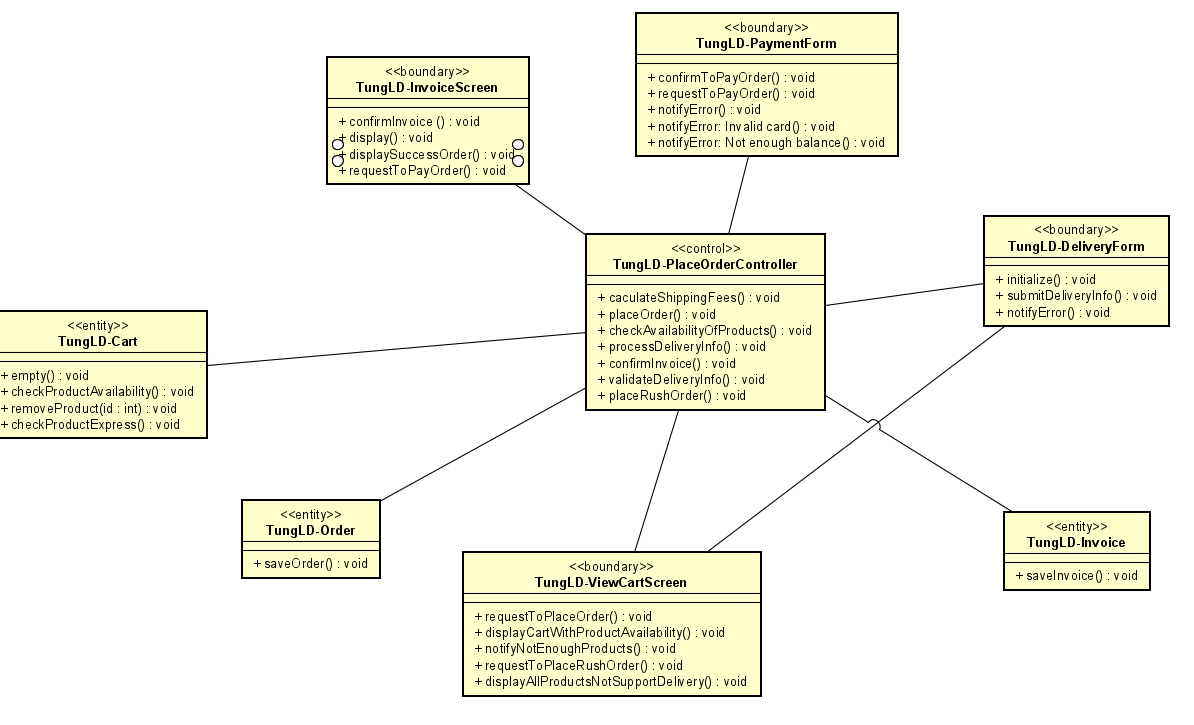 <<boundary>>
TungLD-PaymentForm
+ confirmToPayOrder() : void
+ requestToPayOrder() : void
+ notifyError() : void
+ notifyError: Invalid card() : void
+ notifyError: Not enough balance() : void
<<boundary>>
TungLD-InvoiceScreen
+ confirmInvoice () : void
+ display() : void
+ displaySuccessOrder() : void
+ requestToPayOrder() : void
<<control>>
TungLD-PlaceOrderController
+ caculateShippingFees() : void
+ placeOrder() : void
+ checkAvailabilityOfProducts() : void
+ processDeliveryInfo() : void
+ confirmInvoice() : void
+ validateDeliveryInfo() : void
+ placeRushOrder() : void
<<boundary>>
TungLD-DeliveryForm
+ initialize() : void
+ submitDeliveryInfo() : void
+ notifyError() : void
<<entity>>
TungLD-Cart
+ empty() : void
+ checkProductAvailability() : void
+ removeProduct(id : int) : void
+ checkProductExpress() : void
<<entity>>
TungLD-Order
+ saveOrder() : void
<<boundary>>
TungLD-ViewCartScreen
+ requestToPlaceOrder() : void
+ displayCartWithProductAvailability() : void
+ notifyNotEnoughProducts() : void
+ requestToPlaceRushOrder() : void
+ displayAllProductsNotSupportDelivery() : void
<<entity>>
TungLD-Invoice
+ saveInvoice() : void